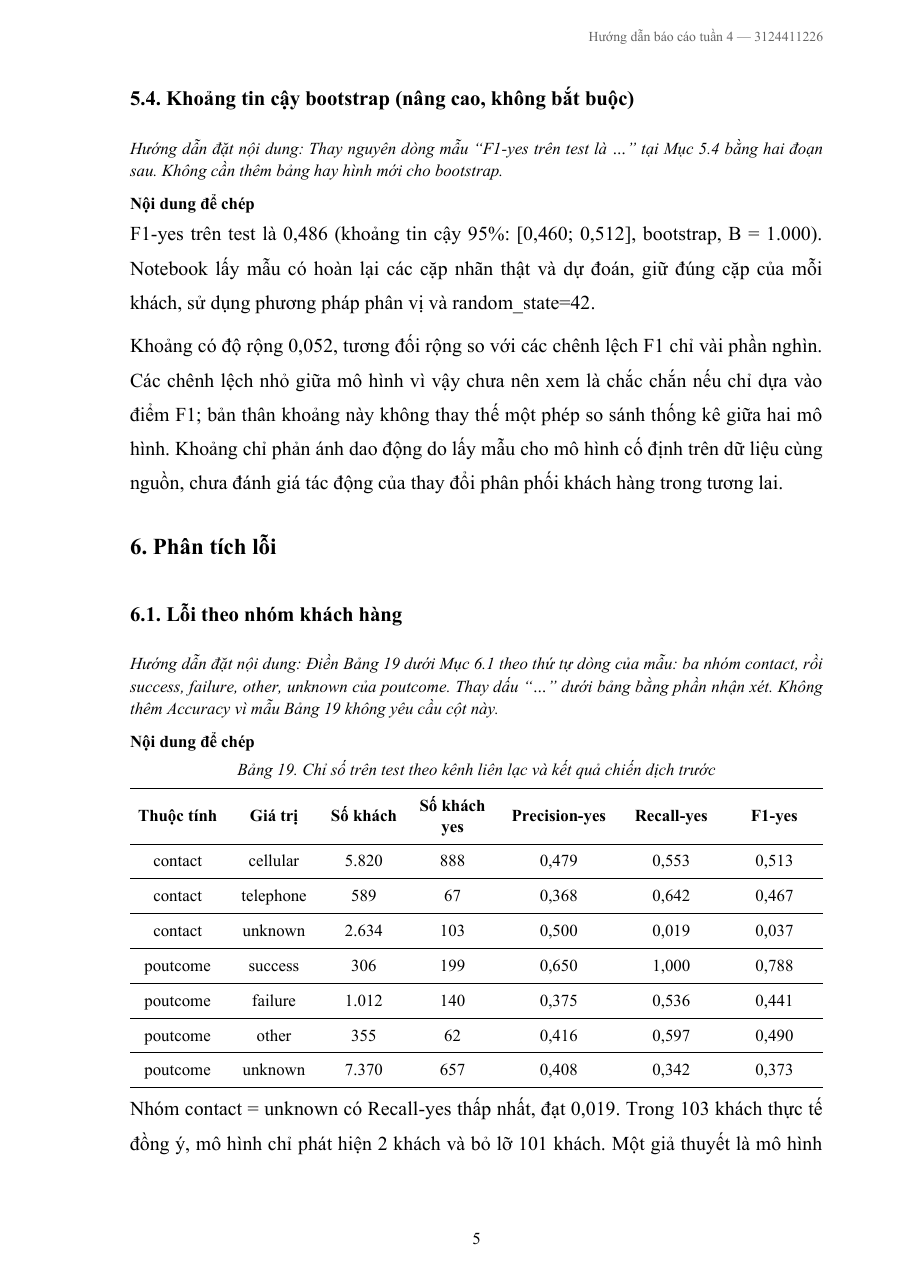 Hướng dẫn báo cáo tuần 4 — 3124411226
5.4. Khoảng tin cậy bootstrap (nâng cao, không bắt buộc)
Hướng dẫn đặt nội dung: Thay nguyên dòng mẫu “F1-yes trên test là ...” tại Mục 5.4 bằng hai đoạn
sau. Không cần thêm bảng hay hình mới cho bootstrap.
Nội dung để chép
F1-yes trên test là 0,486 (khoảng tin cậy 95%: [0,460; 0,512], bootstrap, B = 1.000).
Notebook lấy mẫu có hoàn lại các cặp nhãn thật và dự đoán, giữ đúng cặp của mỗi
khách, sử dụng phương pháp phân vị và random_state=42.
Khoảng có độ rộng 0,052, tương đối rộng so với các chênh lệch F1 chỉ vài phần nghìn.
Các chênh lệch nhỏ giữa mô hình vì vậy chưa nên xem là chắc chắn nếu chỉ dựa vào
điểm F1; bản thân khoảng này không thay thế một phép so sánh thống kê giữa hai mô
hình. Khoảng chỉ phản ánh dao động do lấy mẫu cho mô hình cố định trên dữ liệu cùng
nguồn, chưa đánh giá tác động của thay đổi phân phối khách hàng trong tương lai.
6. Phân tích lỗi
6.1. Lỗi theo nhóm khách hàng
Hướng dẫn đặt nội dung: Điền Bảng 19 dưới Mục 6.1 theo thứ tự dòng của mẫu: ba nhóm contact, rồi
success, failure, other, unknown của poutcome. Thay dấu “...” dưới bảng bằng phần nhận xét. Không
thêm Accuracy vì mẫu Bảng 19 không yêu cầu cột này.
Nội dung để chép
Bảng 19. Chỉ số trên test theo kênh liên lạc và kết quả chiến dịch trước
Thuộc tính Giá trị Số khách Số khách yes Precision-yes Recall-yes F1-yes
contact cellular 5.820 888 0,479 0,553 0,513
contact telephone 589 67 0,368 0,642 0,467
contact unknown 2.634 103 0,500 0,019 0,037
poutcome success 306 199 0,650 1,000 0,788
poutcome failure 1.012 140 0,375 0,536 0,441
poutcome other 355 62 0,416 0,597 0,490
poutcome unknown 7.370 657 0,408 0,342 0,373
Nhóm contact = unknown có Recall-yes thấp nhất, đạt 0,019. Trong 103 khách thực tế
đồng ý, mô hình chỉ phát hiện 2 khách và bỏ lỡ 101 khách. Một giả thuyết là mô hình
5